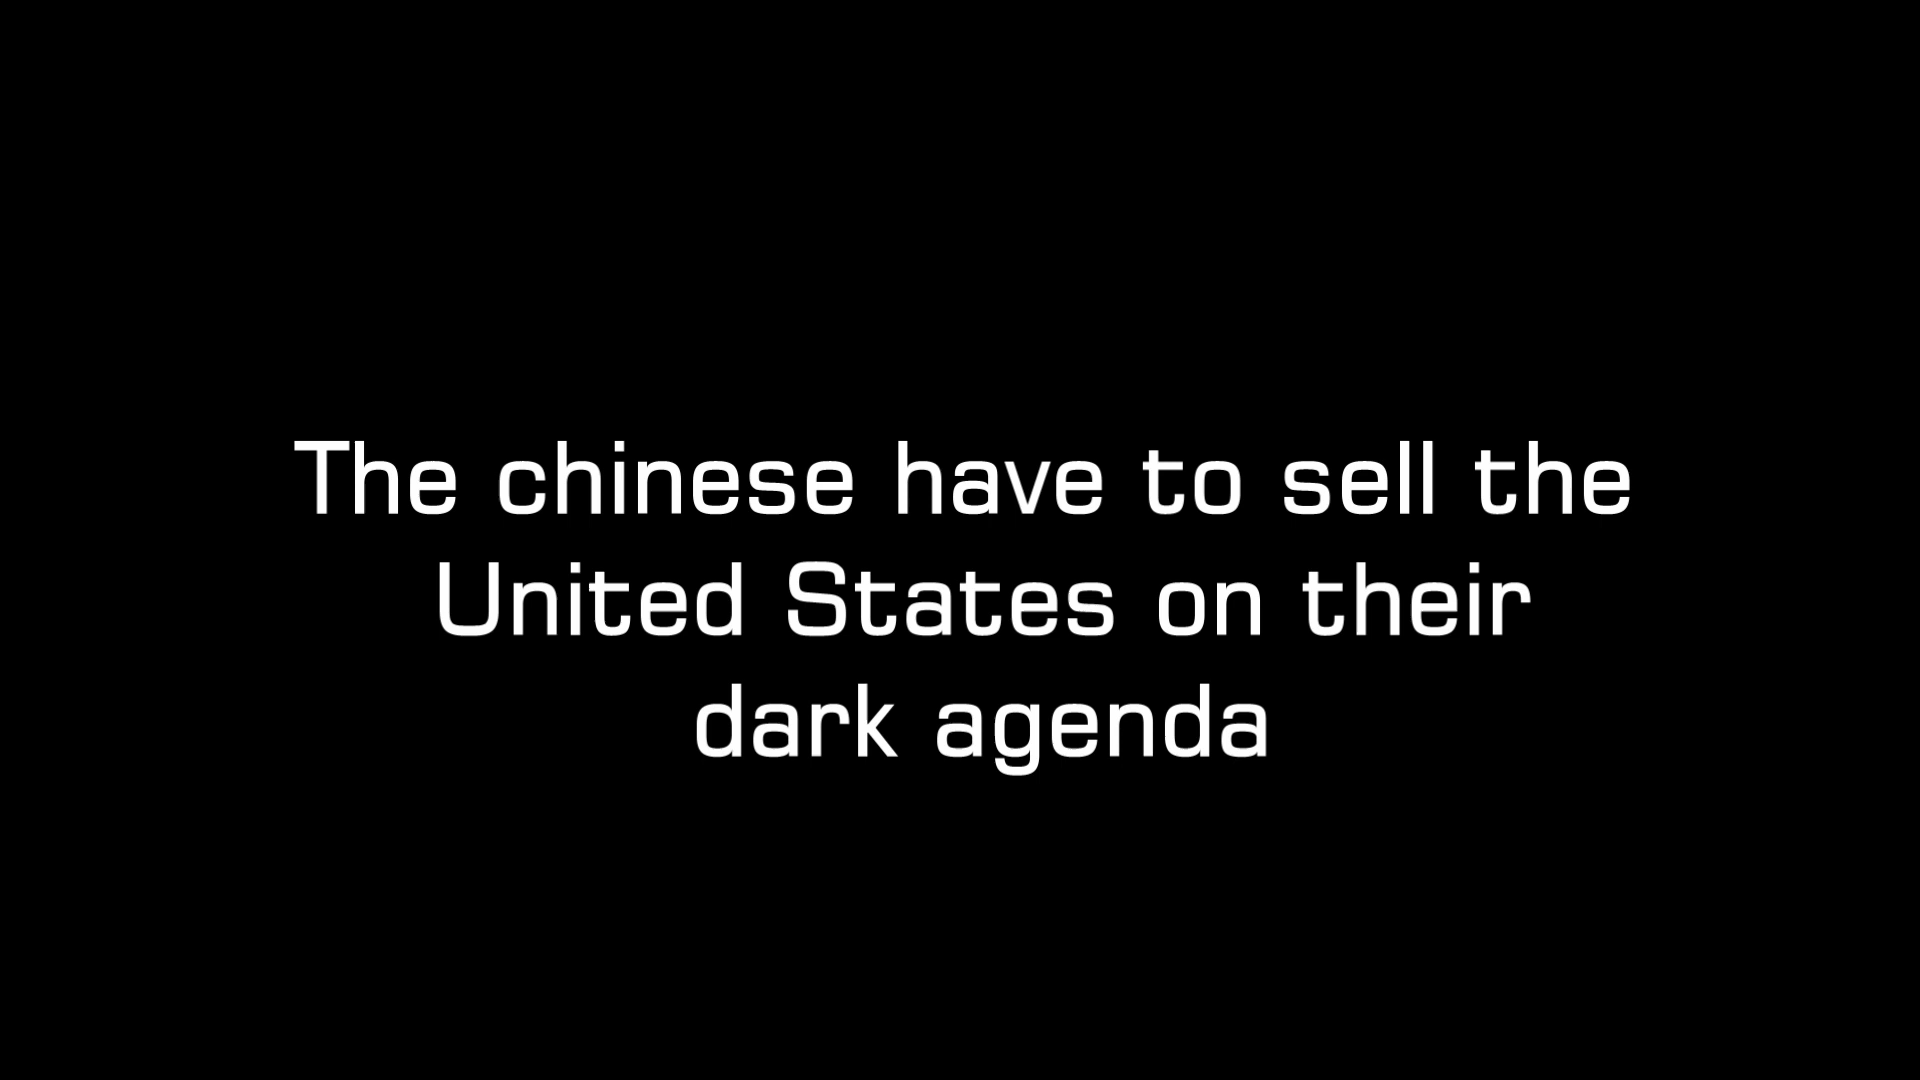 The chinese have to sell the
United States on their
dark agenda